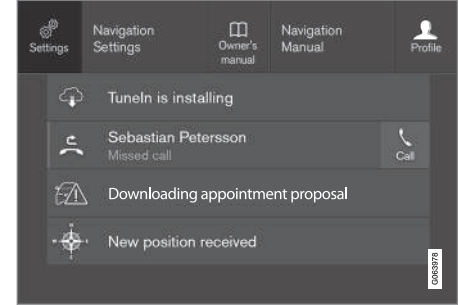 Settings
Navigation
Settings
Owner's
manual
Navigation
Manual
Profile
TuneIn is installing
Sebastian Petersson
Missed call
Call
Downloading appointment proposal
New position received
G063978